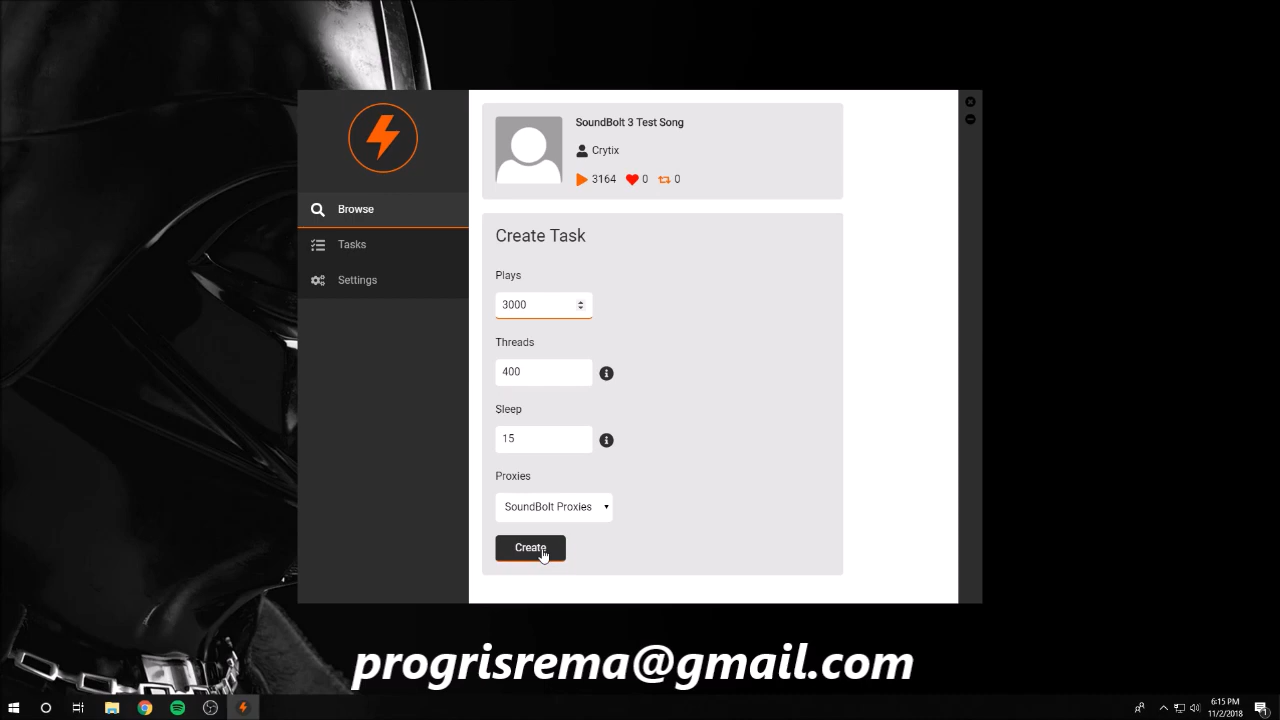 SoundBolt 3 Test Song
Crytix
3164 0 0
Browse
Tasks
Settings
Create Task
Plays
3000
Threads
400
Sleep
15
Proxies
SoundBolt Proxies
Create
progrisrema@gmail.com
6:15 PM
11/2/2018
1